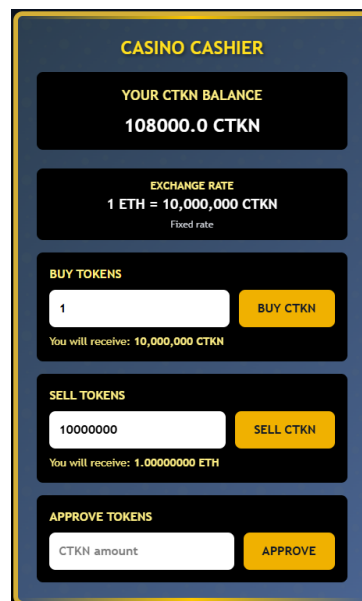 CASINO CASHIER
YOUR CTKN BALANCE
108000.0 CTKN
EXCHANGE RATE
1 ETH = 10,000,000 CTKN
Fixed rate
BUY TOKENS
1
BUY CTKN
You will receive: 10,000,000 CTKN
SELL TOKENS
10000000
SELL CTKN
You will receive: 1.00000000 ETH
APPROVE TOKENS
CTKN amount
APPROVE